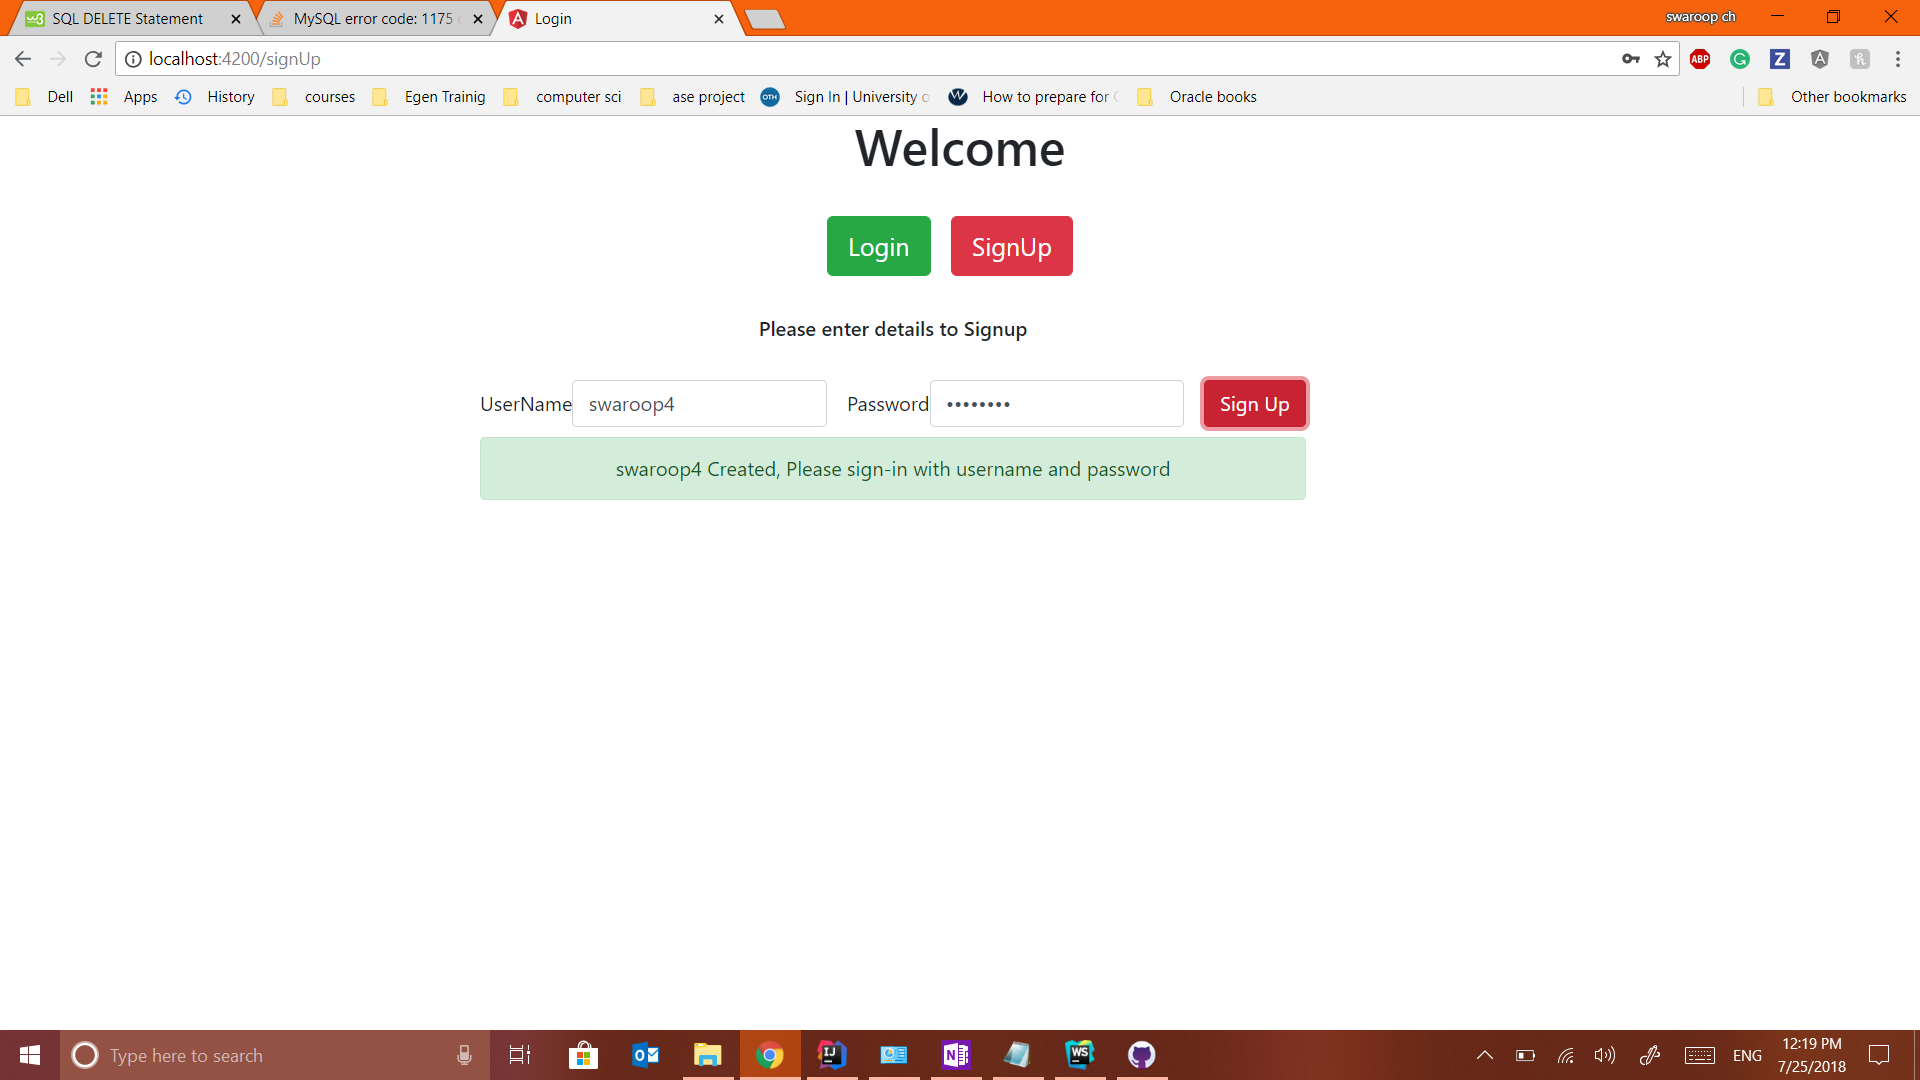 SQL DELETE Statement
MySQL error code: 1175
Login
swaroop ch
localhost:4200/signUp
ABP
Dell
Apps
History
courses
Egen Trainig
computer sci
ase project
OTH
Sign In | University o
How to prepare for
Oracle books
Other bookmarks
Welcome
Login SignUp
Please enter details to Signup
UserName swaroop4 Password •••••••• Sign Up
swaroop4 Created, Please sign-in with username and password
Type here to search
ENG
12:19 PM
7/25/2018